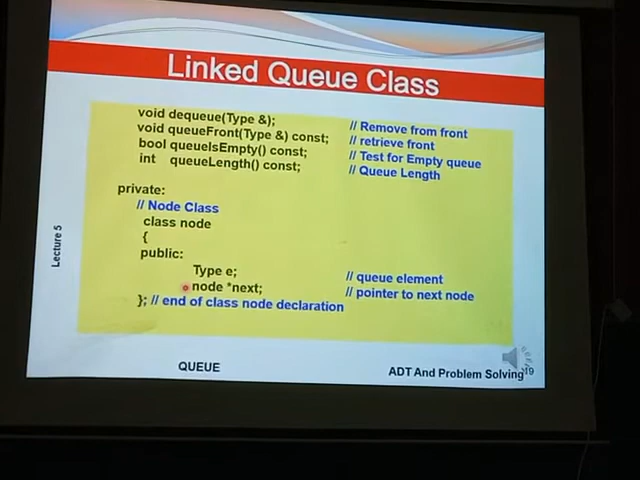 Linked Queue Class
void dequeue(Type &); // Remove from front
void queueFront(Type &) const; // retrieve front
bool queueIsEmpty() const; // Test for Empty queue
int queueLength() const; // Queue Length
private:
// Node Class
class node
{
public:
Type e; // queue element
node *next; // pointer to next node
}; // end of class node declaration
Lecture 5
QUEUE
ADT And Problem Solving 19